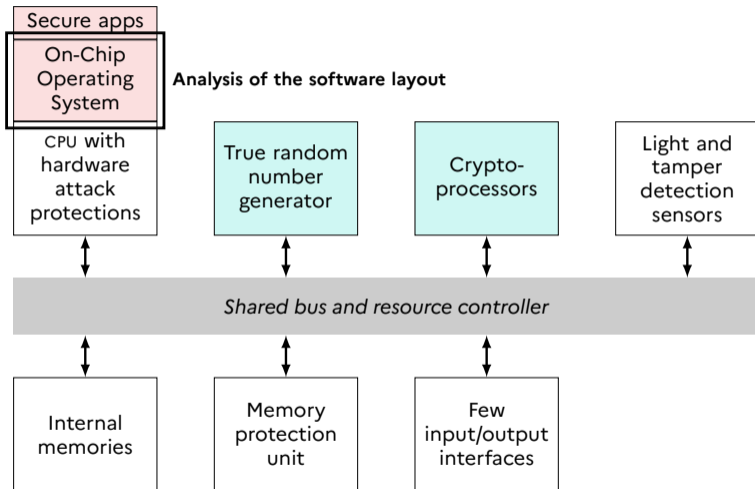 Secure apps
On-Chip
Operating
System
Analysis of the software layout
CPU with
hardware
attack
protections
True random
number
generator
Crypto-
processors
Light and
tamper
detection
sensors
Shared bus and resource controller
Internal
memories
Memory
protection
unit
Few
input/output
interfaces